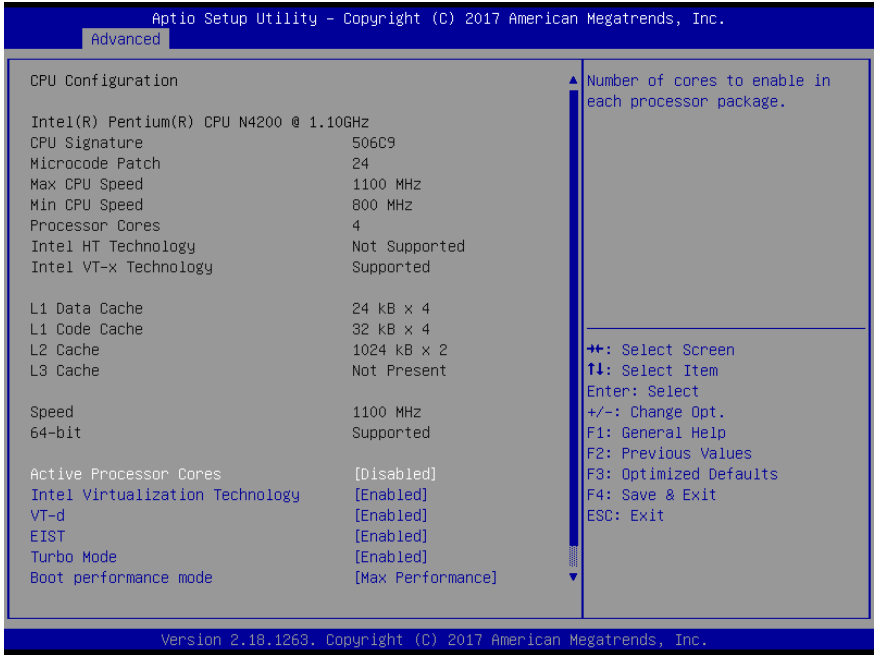 Aptio Setup Utility – Copyright (C) 2017 American Megatrends, Inc.
Advanced
CPU Configuration
Intel(R) Pentium(R) CPU N4200 @ 1.10GHz
CPU Signature 506C9
Microcode Patch 24
Max CPU Speed 1100 MHz
Min CPU Speed 800 MHz
Processor Cores 4
Intel HT Technology Not Supported
Intel VT-x Technology Supported
L1 Data Cache 24 kB x 4
L1 Code Cache 32 kB x 4
L2 Cache 1024 kB x 2
L3 Cache Not Present
Speed 1100 MHz
64-bit Supported
Active Processor Cores [Disabled]
Intel Virtualization Technology [Enabled]
VT-d [Enabled]
EIST [Enabled]
Turbo Mode [Enabled]
Boot performance mode [Max Performance]
Number of cores to enable in
each processor package.
→←: Select Screen
↑↓: Select Item
Enter: Select
+/-: Change Opt.
F1: General Help
F2: Previous Values
F3: Optimized Defaults
F4: Save & Exit
ESC: Exit
Version 2.18.1263. Copyright (C) 2017 American Megatrends, Inc.